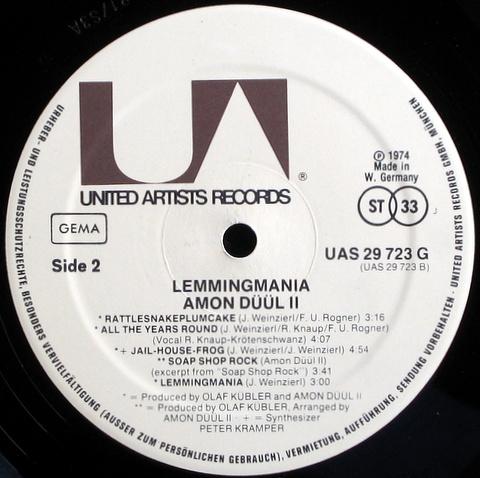 21/S3A
UA
®
UNITED ARTISTS RECORDS
℗ 1974
Made in
W. Germany
GEMA
ST 33
Side 2
UAS 29 723 G
(UAS 29 723 B)
LEMMINGMANIA
AMON DÜÜL II
* RATTLESNAKEPLUMCAKE (J. Weinzierl/F. U. Rogner) 3:16
* ALL THE YEARS ROUND (J. Weinzierl/R. Knaup/F. U. Rogner)
(Vocal R. Knaup-Krötenschwanz) 4:07
* + JAIL-HOUSE-FROG (J. Weinzierl/J. Weinzierl) 4:54
** SOAP SHOP ROCK (Amon Düül II)
(excerpt from "Soap Shop Rock") 3:41
* LEMMINGMANIA (J. Weinzierl) 3:00
* = Produced by OLAF KÜBLER and AMON DÜÜL II
** = Produced by OLAF KÜBLER, Arranged by
AMON DÜÜL II · + = Synthesizer
PETER KRAMPER
URHEBER- UND LEISTUNGSSCHUTZRECHTE, BESONDERS VERVIELFÄLTIGUNG (AUSSER ZUM PERSÖNLICHEN GEBRAUCH), VERMIETUNG, AUFFÜHRUNG, SENDUNG VORBEHALTEN · UNITED ARTISTS RECORDS GMBH, MÜNCHEN